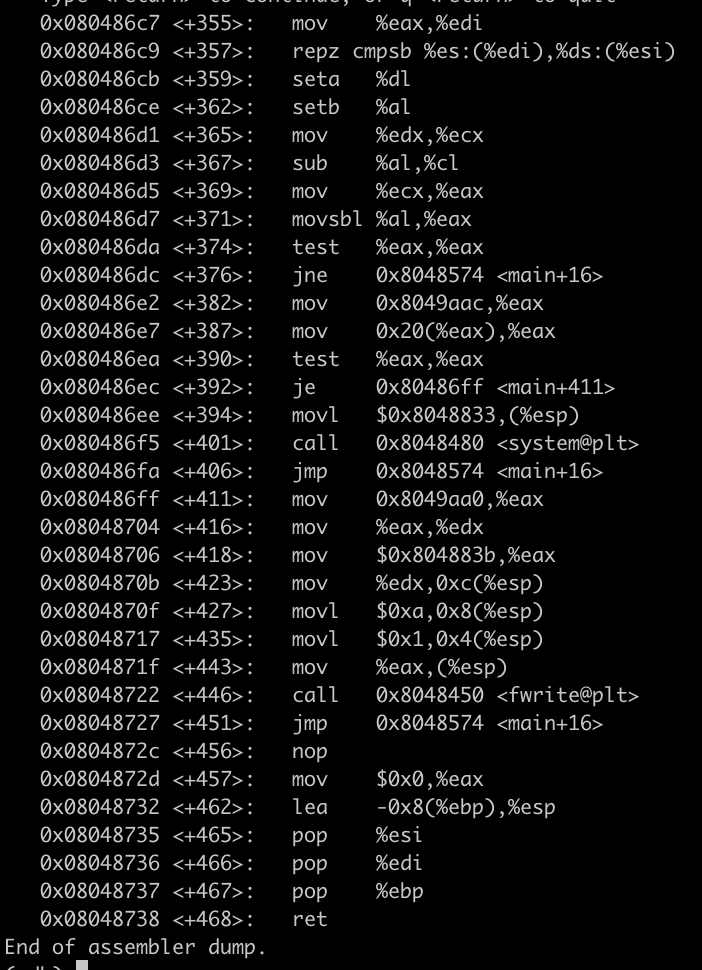 Type <return> to continue, or q <return> to quit
0x080486c7 <+355>: mov %eax,%edi
0x080486c9 <+357>: repz cmpsb %es:(%edi),%ds:(%esi)
0x080486cb <+359>: seta %dl
0x080486ce <+362>: setb %al
0x080486d1 <+365>: mov %edx,%ecx
0x080486d3 <+367>: sub %al,%cl
0x080486d5 <+369>: mov %ecx,%eax
0x080486d7 <+371>: movsbl %al,%eax
0x080486da <+374>: test %eax,%eax
0x080486dc <+376>: jne 0x8048574 <main+16>
0x080486e2 <+382>: mov 0x8049aac,%eax
0x080486e7 <+387>: mov 0x20(%eax),%eax
0x080486ea <+390>: test %eax,%eax
0x080486ec <+392>: je 0x80486ff <main+411>
0x080486ee <+394>: movl $0x8048833,(%esp)
0x080486f5 <+401>: call 0x8048480 <system@plt>
0x080486fa <+406>: jmp 0x8048574 <main+16>
0x080486ff <+411>: mov 0x8049aa0,%eax
0x08048704 <+416>: mov %eax,%edx
0x08048706 <+418>: mov $0x804883b,%eax
0x0804870b <+423>: mov %edx,0xc(%esp)
0x0804870f <+427>: movl $0xa,0x8(%esp)
0x08048717 <+435>: movl $0x1,0x4(%esp)
0x0804871f <+443>: mov %eax,(%esp)
0x08048722 <+446>: call 0x8048450 <fwrite@plt>
0x08048727 <+451>: jmp 0x8048574 <main+16>
0x0804872c <+456>: nop
0x0804872d <+457>: mov $0x0,%eax
0x08048732 <+462>: lea -0x8(%ebp),%esp
0x08048735 <+465>: pop %esi
0x08048736 <+466>: pop %edi
0x08048737 <+467>: pop %ebp
0x08048738 <+468>: ret
End of assembler dump.